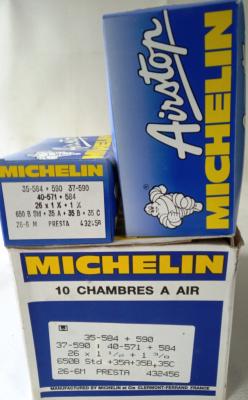 MICHELIN
35-584 + 590 37-590
40-571 + 584
26 x 1 ⅜ + 1 ½
650 B STd + 35 A + 35 B + 35 C
26-6 M PRESTA 432456
Airstop
MICHELIN
MICHELIN
10 CHAMBRES A AIR
35-584 + 590
37-590 : 40-571 + 584
26 x 1 1/2 + 1 3/8
650B Std +35A+35B,35C
26-6M PRESTA 432456
MANUFACTURED BY MICHELIN et Cie CLERMONT-FERRAND FRANCE